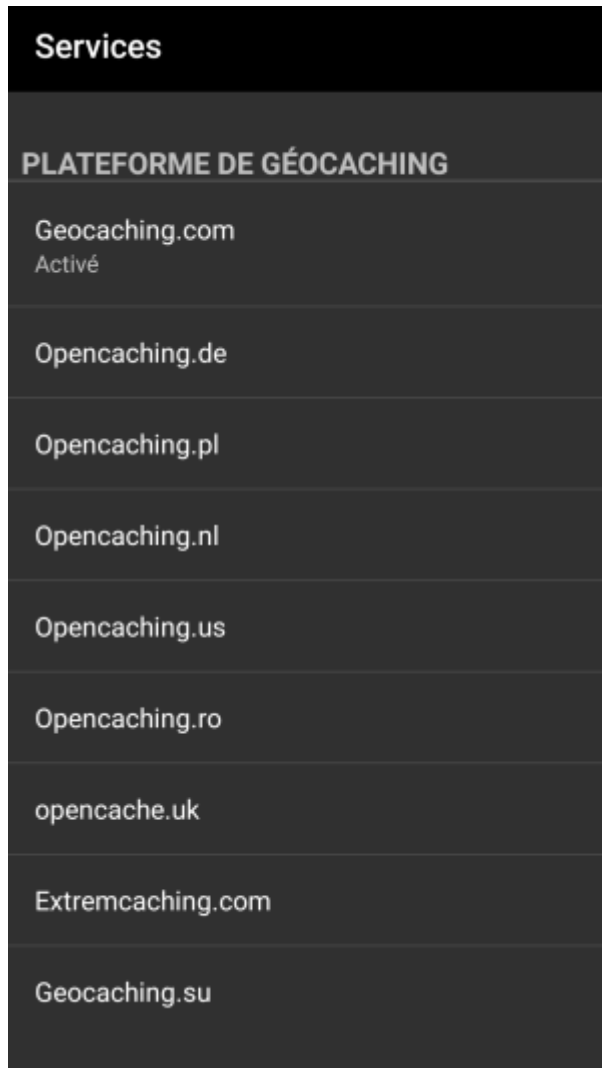 Services
PLATEFORME DE GÉOCACHING
Geocaching.com
Activé
Opencaching.de
Opencaching.pl
Opencaching.nl
Opencaching.us
Opencaching.ro
opencache.uk
Extremcaching.com
Geocaching.su